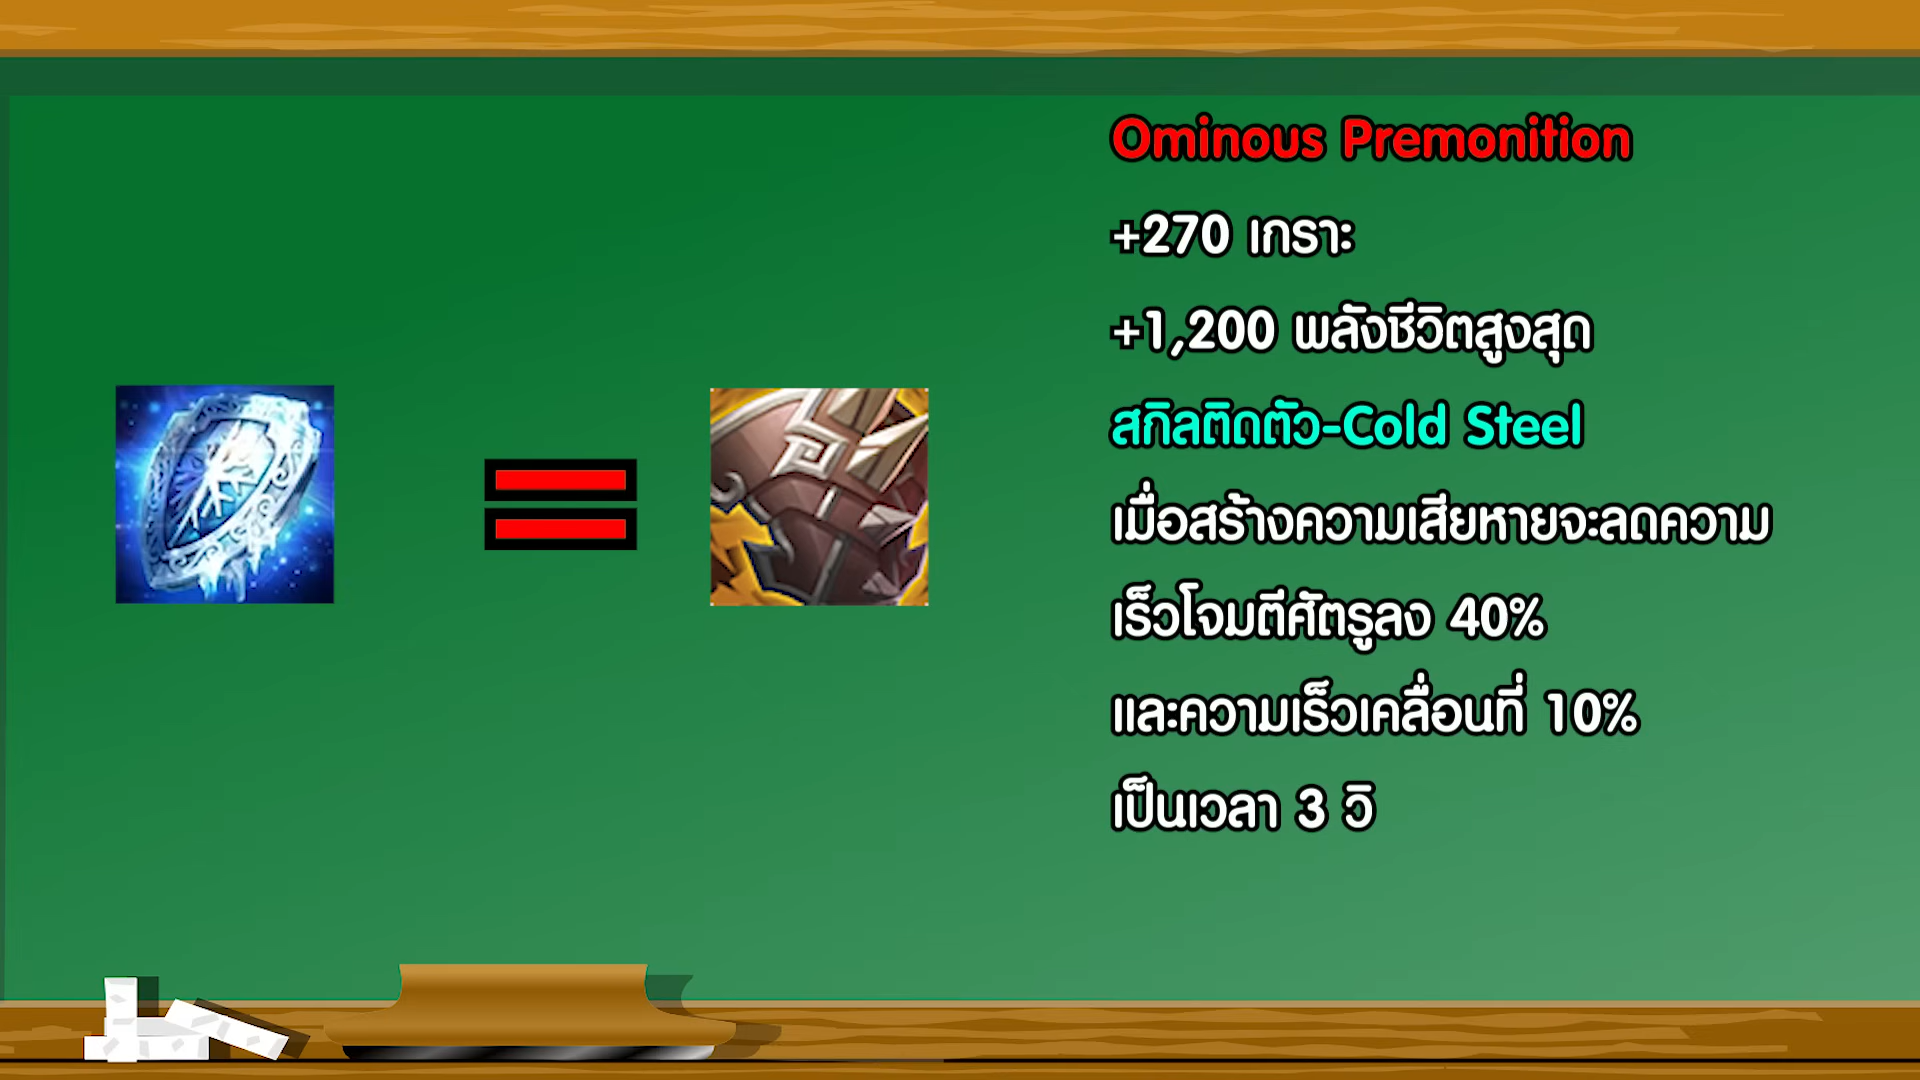 Ominous Premonition
+270 เกราะ
+1,200 พลังชีวิตสูงสุด
สกิลติดตัว-Cold Steel
เมื่อสร้างความเสียหายจะลดความ
เร็วโจมตีศัตรูลง 40%
และความเร็วเคลื่อนที่ 10%
เป็นเวลา 3 วิ